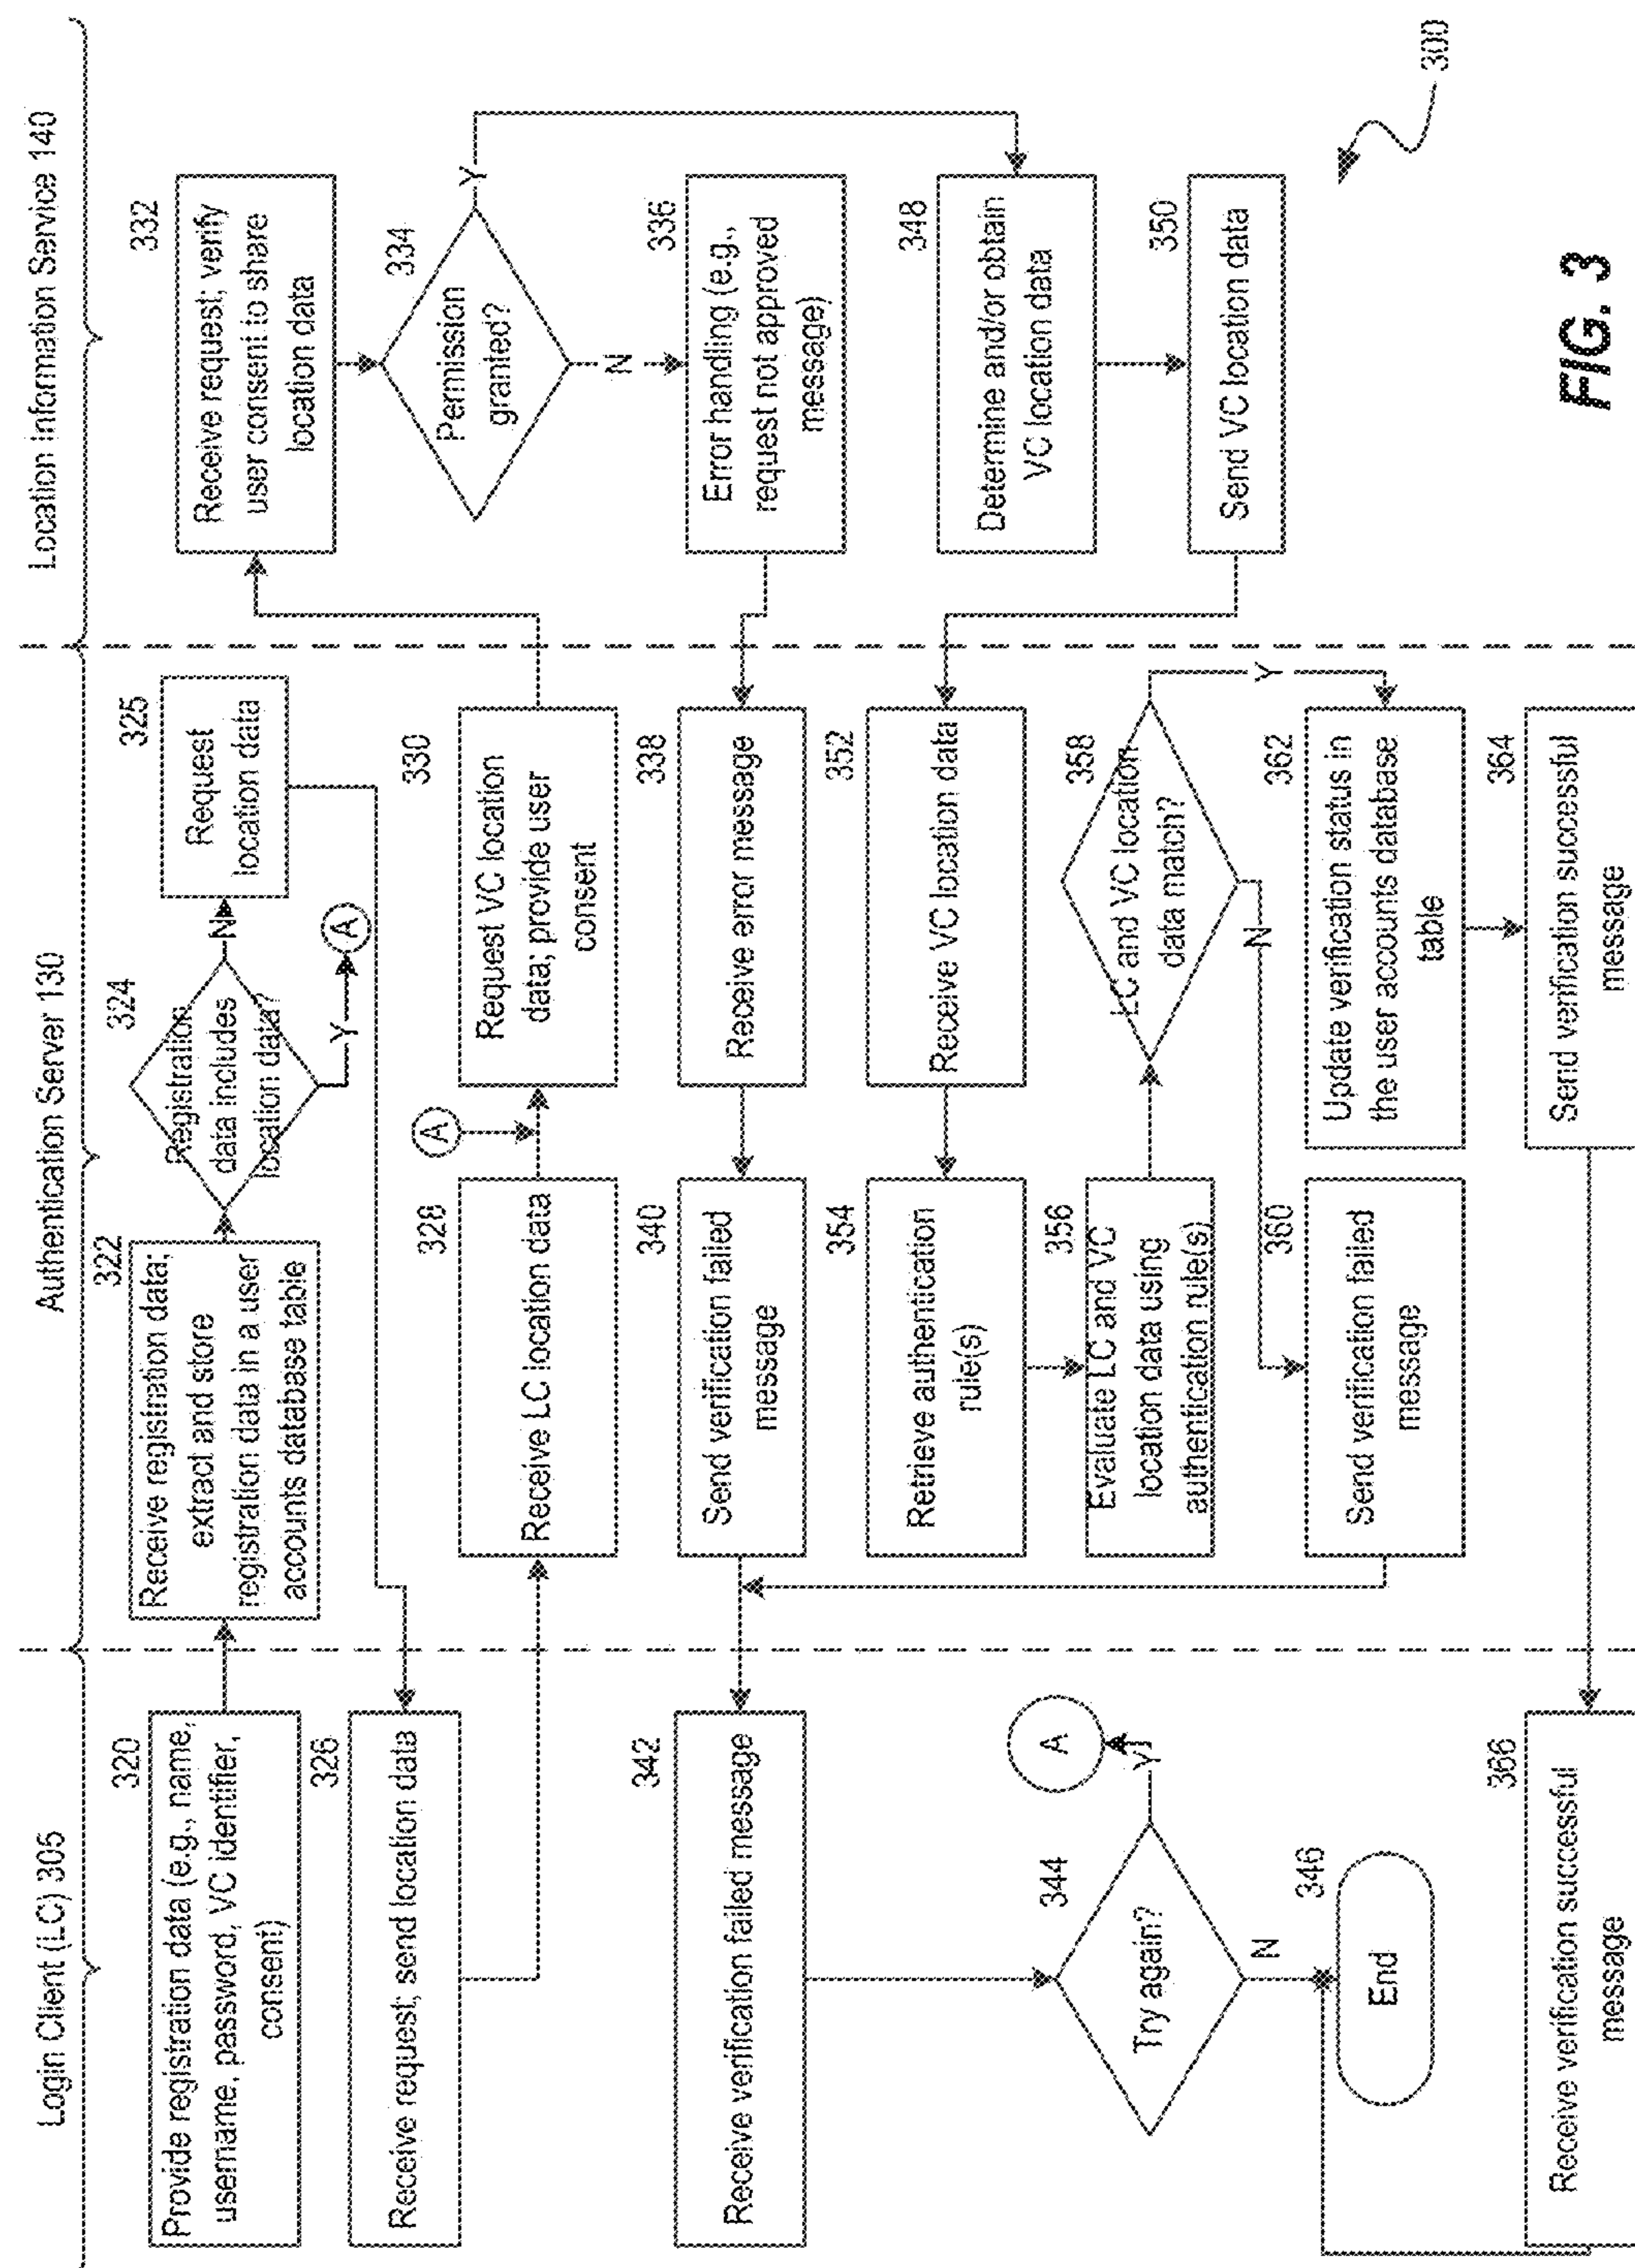 Login Client (LC) 305
Authentication Server 130
Location Information Service 140
320
Provide registration data (e.g., name,
username, password, VC identifier,
consent)
322
Receive registration data;
extract and store
registration data in a user
accounts database table
324
Registration
data includes
location data?
N
Y
A
325
Request
location data
326
Receive request; send location data
328
Receive LC location data
A
330
Request VC location
data; provide user
consent
332
Receive request; verify
user consent to share
location data
334
Permission
granted?
Y
N
336
Error handling (e.g.,
request not approved
message)
338
Receive error message
340
Send verification failed
message
342
Receive verification failed message
344
Try again?
Y
A
N
346
End
348
Determine and/or obtain
VC location data
350
Send VC location data
352
Receive VC location data
354
Retrieve authentication
rule(s)
356
Evaluate LC and VC
location data using
authentication rule(s)
358
LC and VC location
data match?
Y
N
360
Send verification failed
message
362
Update verification status in
the user accounts database
table
364
Send verification successful
message
366
Receive verification successful
message
300
FIG. 3